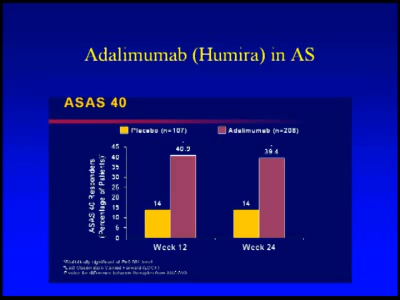 Adalimumab (Humira) in AS
ASAS 40
Placebo (n=107) Adalimumab (n=208)
ASAS 40 Responders
(Percentage of Patients)
45
40
35
30
25
20
15
10
5
0
14
40.9
14
39.4
Week 12
Week 24